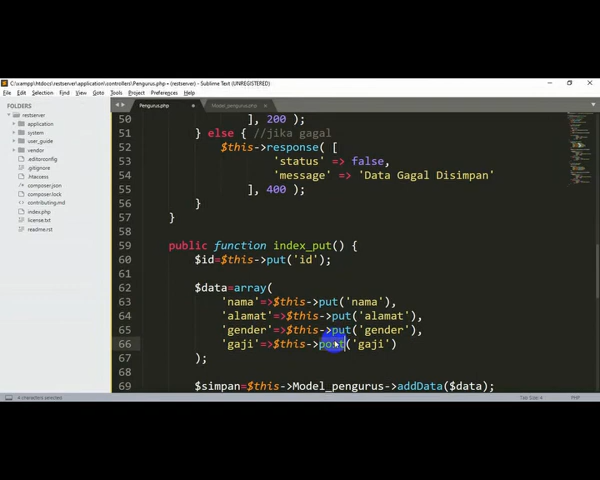 C:\xampp\htdocs\restserver\application\controllers\Pengurus.php • (restserver) - Sublime Text (UNREGISTERED)
File Edit Selection Find View Goto Tools Project Preferences Help
FOLDERS
restserver
application
system
user_guide
vendor
.editorconfig
.gitignore
.htaccess
composer.json
composer.lock
contributing.md
index.php
license.txt
readme.rst
Pengurus.php
Model_pengurus.php
50 ], 200 );
51 } else { //jika gagal
52 $this->response( [
53 'status' => false,
54 'message' => 'Data Gagal Disimpan'
55 ], 400 );
56 }
57 }
58
59 public function index_put() {
60 $id=$this->put('id');
61
62 $data=array(
63 'nama'=>$this->put('nama'),
64 'alamat'=>$this->put('alamat'),
65 'gender'=>$this->put('gender'),
66 'gaji'=>$this->post('gaji')
67 );
68
69 $simpan=$this->Model_pengurus->addData($data);
4 characters selected
Tab Size: 4
PHP